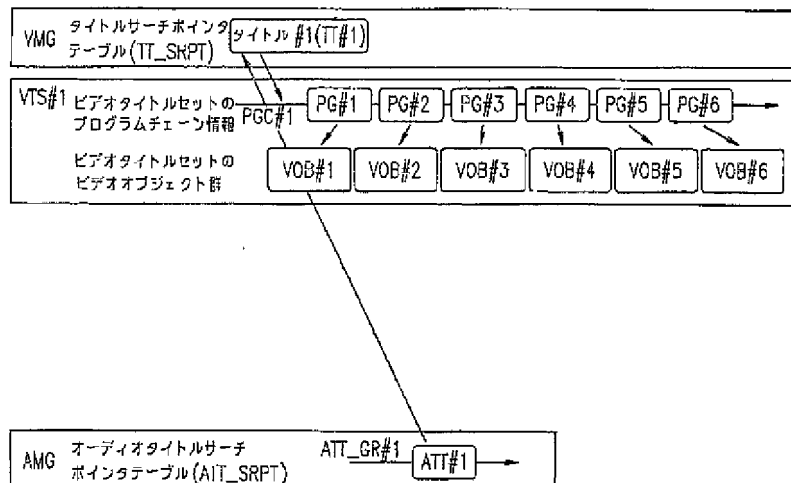 VMG タイトルサーチポインタ
テーブル(TT_SRPT)
タイトル #1(TT#1)
VTS#1 ビデオタイトルセットの
プログラムチェーン情報
PGC#1
PG#1 PG#2 PG#3 PG#4 PG#5 PG#6
ビデオタイトルセットの
ビデオオブジェクト群
VOB#1 VOB#2 VOB#3 VOB#4 VOB#5 VOB#6
AMG オーディオタイトルサーチ
ポインタテーブル(ATT_SRPT)
ATT_GR#1
ATT#1